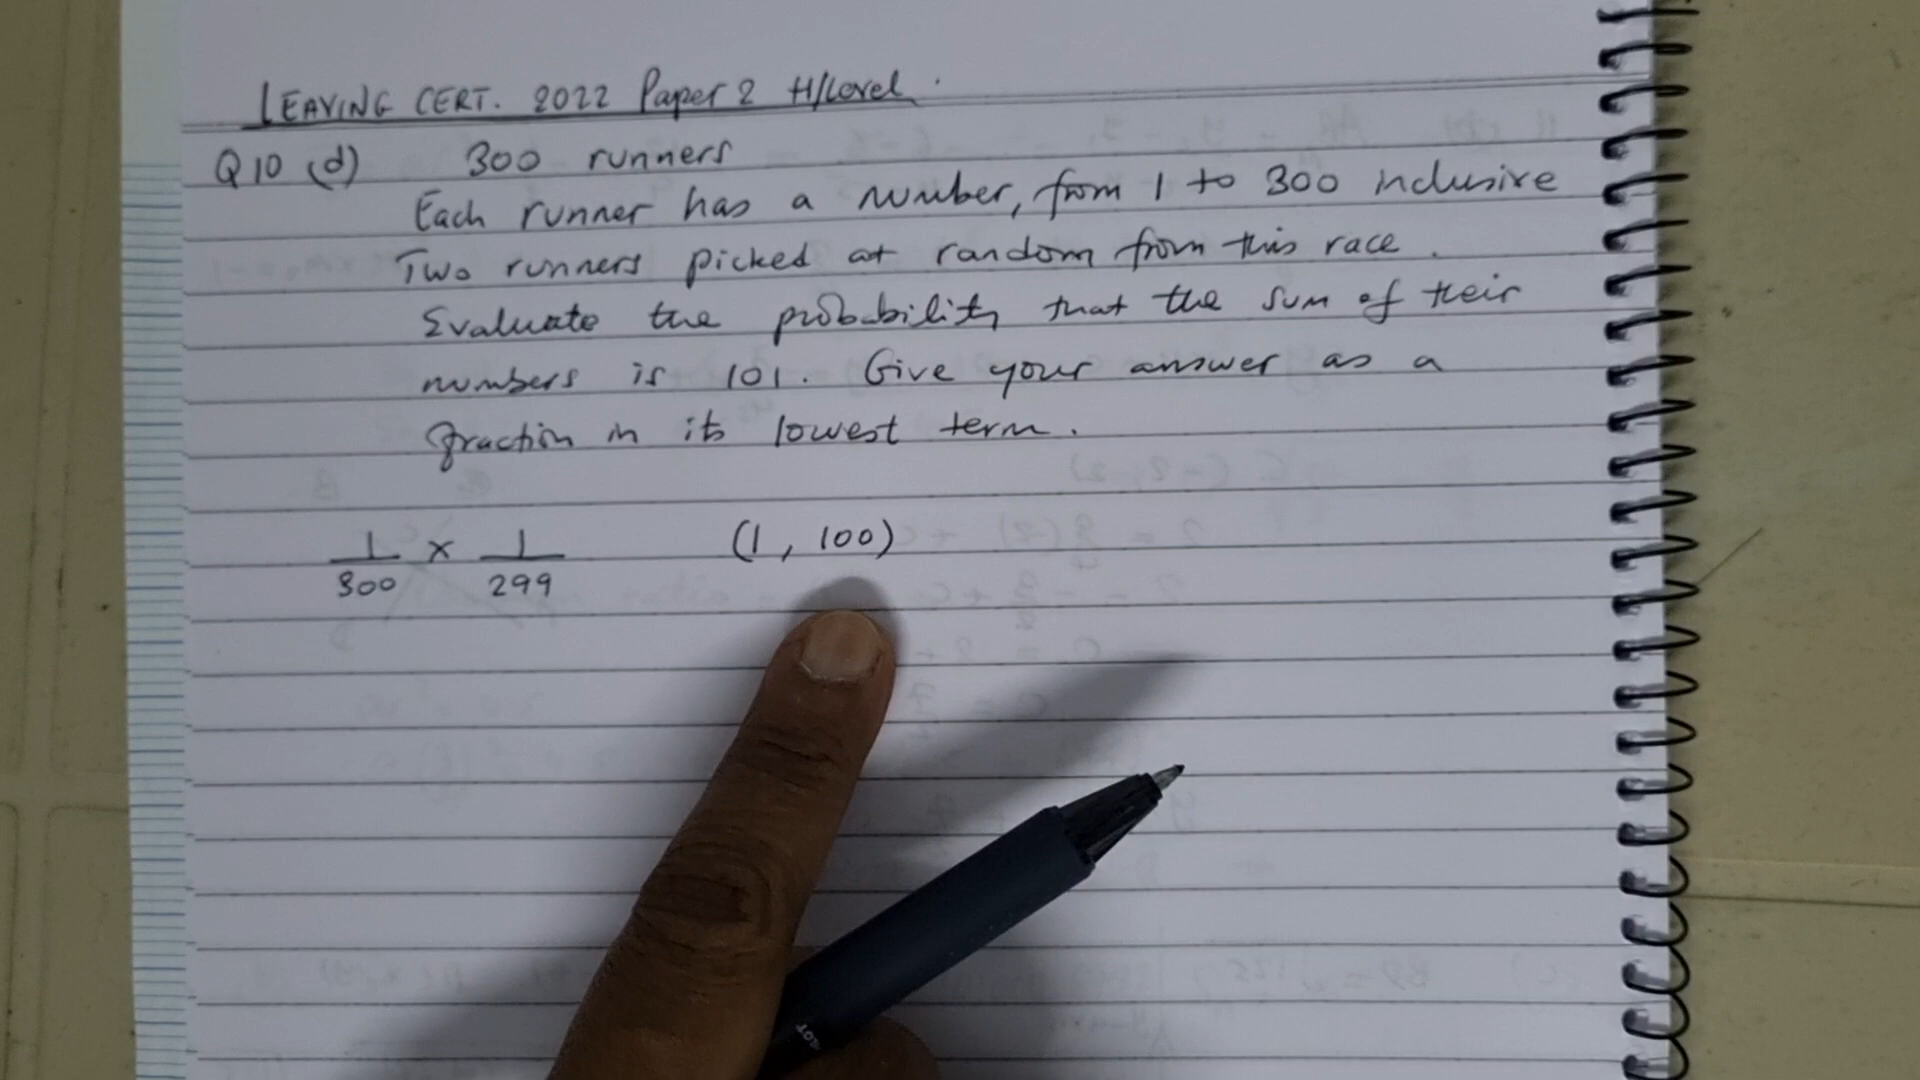 LEAVING CERT. 2022 Paper 2 H/Level.
Q10 (d) 300 runners
Each runner has a number, from 1 to 300 inclusive
Two runners picked at random from this race.
Evaluate the probability that the sum of their
numbers is 101. Give your answer as a
fraction in its lowest term.
1/300 × 1/299 (1, 100)